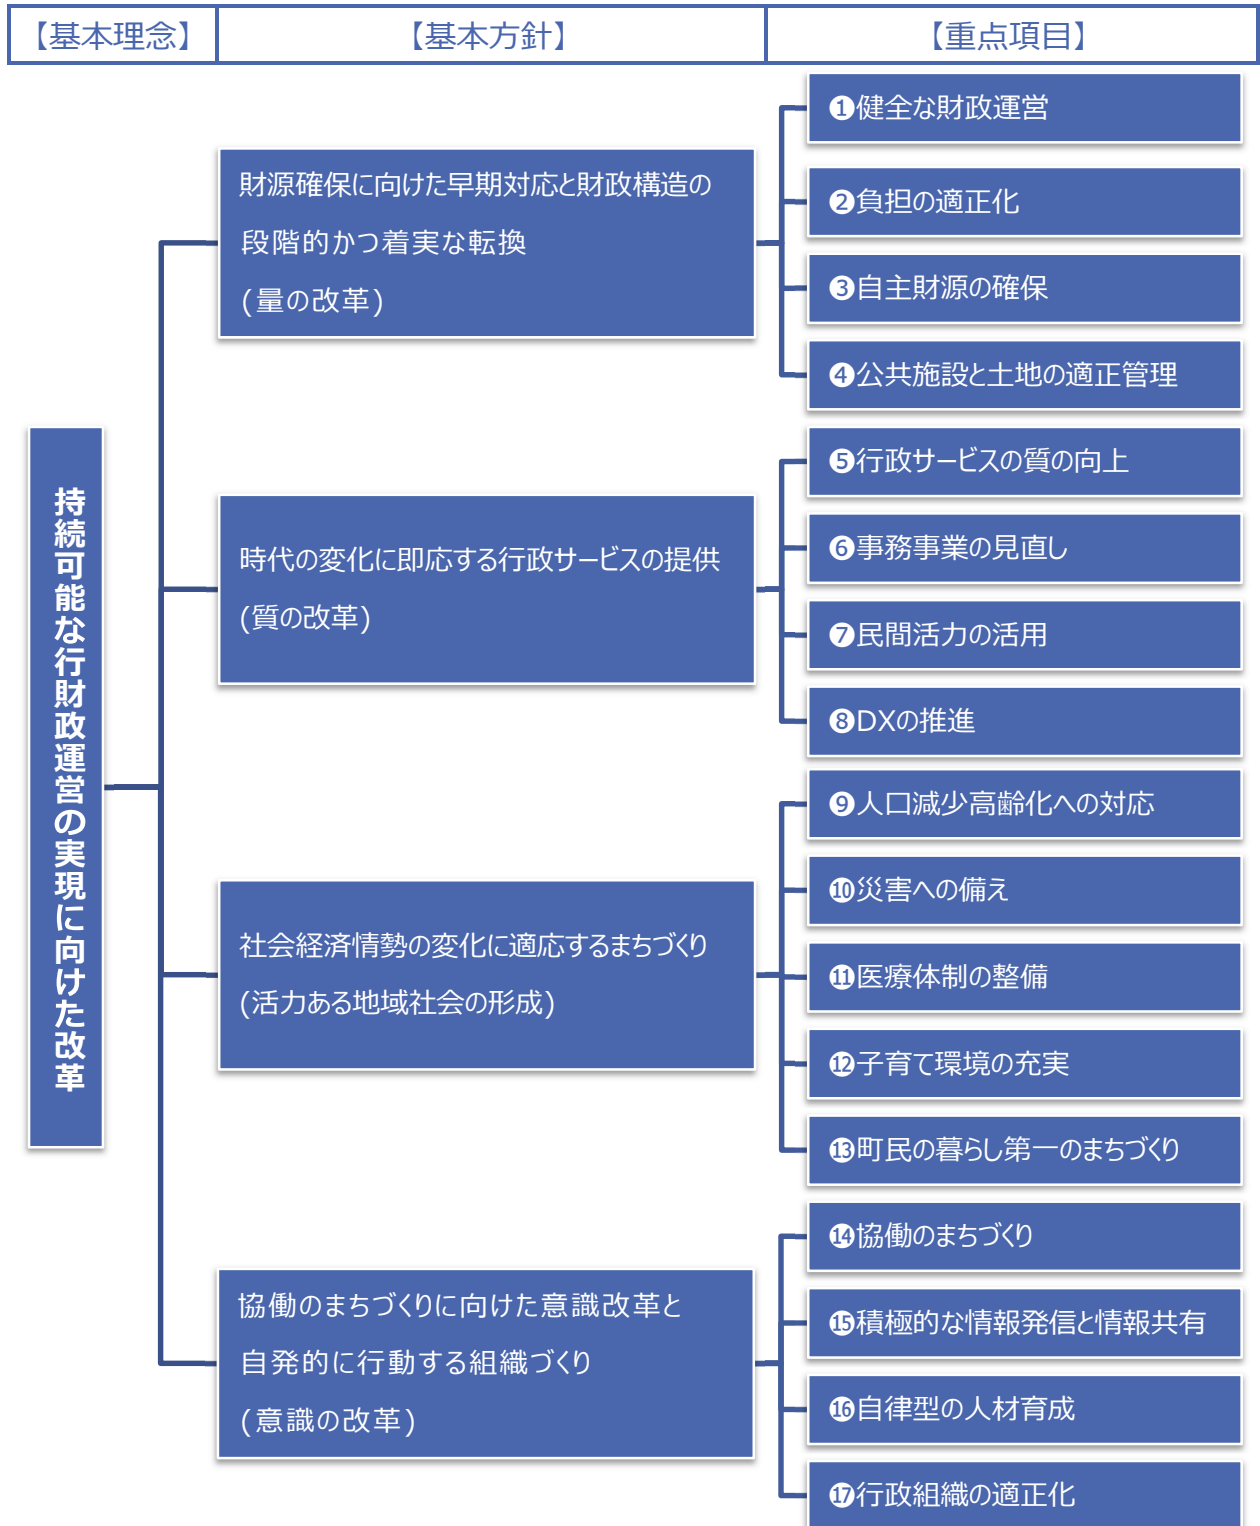 【基本理念】
【基本方針】
【重点項目】
持続可能な行財政運営の実現に向けた改革
財源確保に向けた早期対応と財政構造の
段階的かつ着実な転換
(量の改革)
❶健全な財政運営
❷負担の適正化
❸自主財源の確保
❹公共施設と土地の適正管理
時代の変化に即応する行政サービスの提供
(質の改革)
❺行政サービスの質の向上
❻事務事業の見直し
❼民間活力の活用
❽DXの推進
社会経済情勢の変化に適応するまちづくり
(活力ある地域社会の形成)
❾人口減少高齢化への対応
❿災害への備え
⓫医療体制の整備
⓬子育て環境の充実
⓭町民の暮らし第一のまちづくり
協働のまちづくりに向けた意識改革と
自発的に行動する組織づくり
(意識の改革)
⓮協働のまちづくり
⓯積極的な情報発信と情報共有
⓰自律型の人材育成
⓱行政組織の適正化